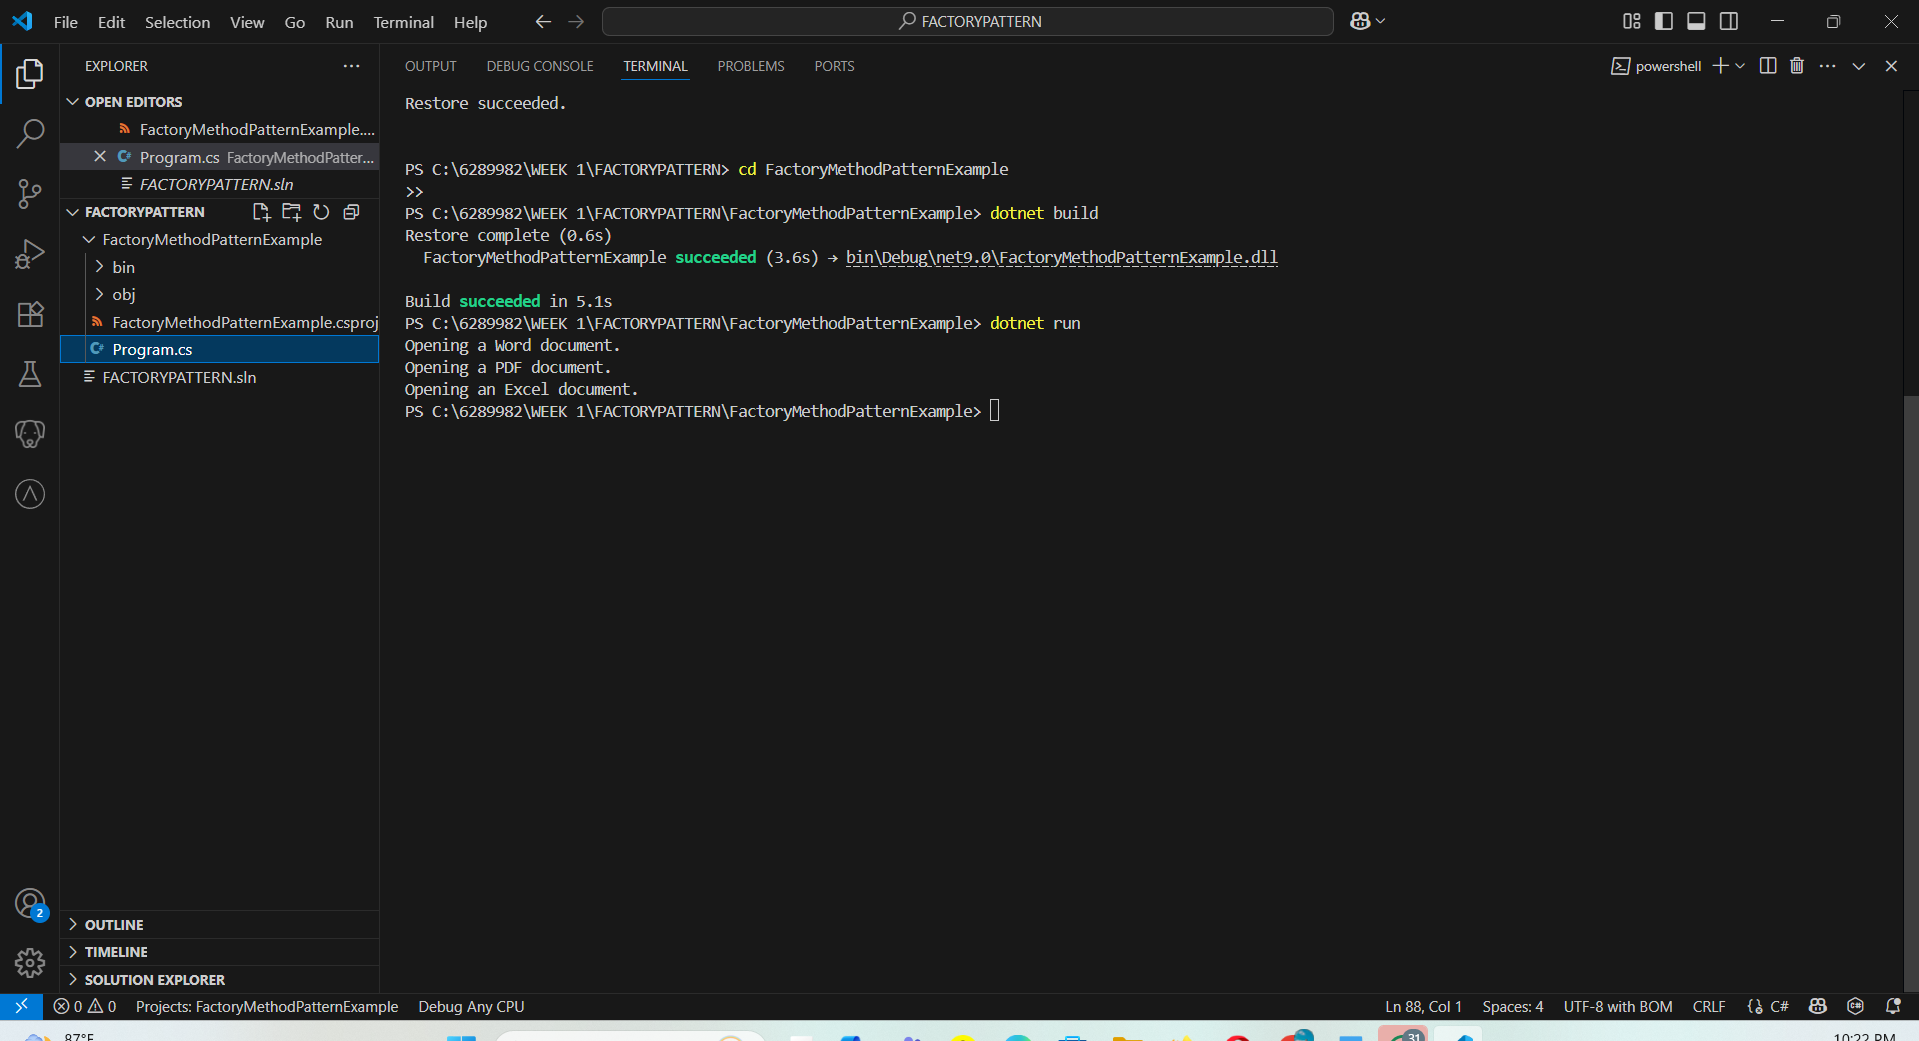 File Edit Selection View Go Run Terminal Help
FACTORYPATTERN
EXPLORER
OPEN EDITORS
FactoryMethodPatternExample....
Program.cs FactoryMethodPatter...
FACTORYPATTERN.sln
FACTORYPATTERN
FactoryMethodPatternExample
bin
obj
FactoryMethodPatternExample.csproj
Program.cs
FACTORYPATTERN.sln
2
OUTLINE
TIMELINE
SOLUTION EXPLORER
OUTPUT DEBUG CONSOLE TERMINAL PROBLEMS PORTS
powershell
Restore succeeded.
PS C:\6289982\WEEK 1\FACTORYPATTERN> cd FactoryMethodPatternExample
>>
PS C:\6289982\WEEK 1\FACTORYPATTERN\FactoryMethodPatternExample> dotnet build
Restore complete (0.6s)
FactoryMethodPatternExample succeeded (3.6s) → bin\Debug\net9.0\FactoryMethodPatternExample.dll
Build succeeded in 5.1s
PS C:\6289982\WEEK 1\FACTORYPATTERN\FactoryMethodPatternExample> dotnet run
Opening a Word document.
Opening a PDF document.
Opening an Excel document.
PS C:\6289982\WEEK 1\FACTORYPATTERN\FactoryMethodPatternExample>
0 0 Projects: FactoryMethodPatternExample Debug Any CPU
Ln 88, Col 1 Spaces: 4 UTF-8 with BOM CRLF C#
87°F
31
10:22 PM